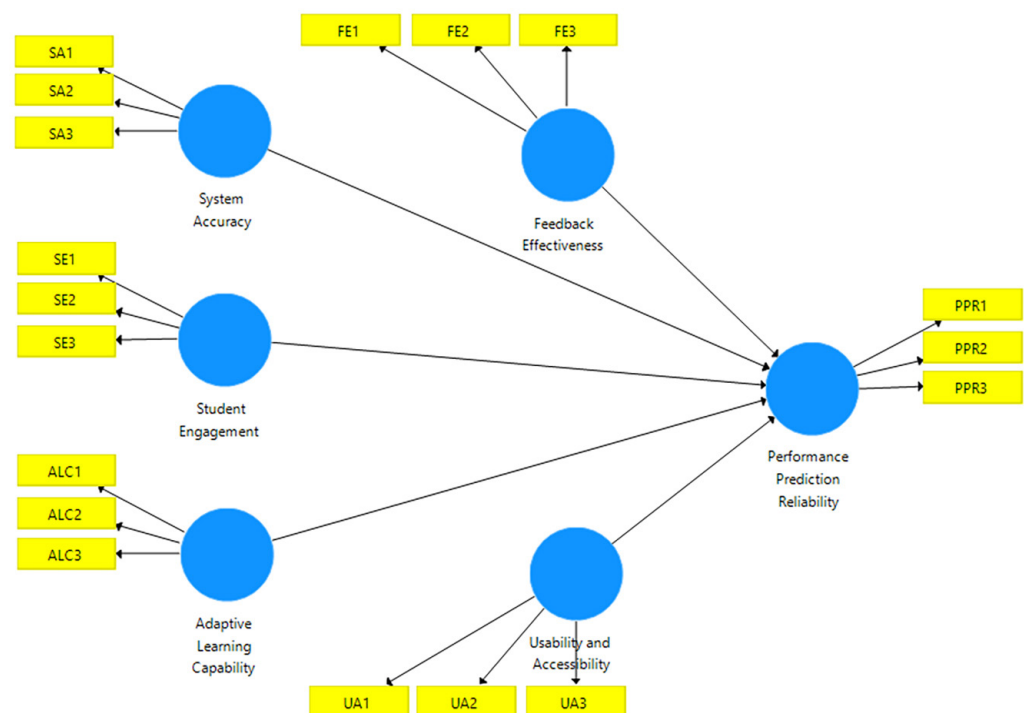 FE1
FE2
FE3
SA1
SA2
SA3
System
Accuracy
Feedback
Effectiveness
SE1
SE2
SE3
Student
Engagement
PPR1
PPR2
PPR3
Performance
Prediction
Reliability
ALC1
ALC2
ALC3
Adaptive
Learning
Capability
Usability and
Accessibility
UA1
UA2
UA3